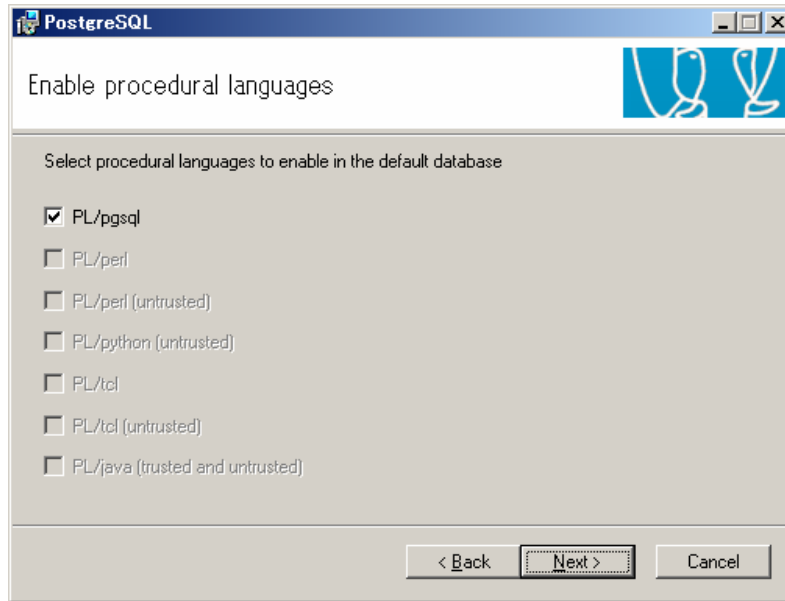 PostgreSQL
Enable procedural languages
Select procedural languages to enable in the default database
PL/pgsql
PL/perl
PL/perl (untrusted)
PL/python (untrusted)
PL/tcl
PL/tcl (untrusted)
PL/java (trusted and untrusted)
< Back Next > Cancel